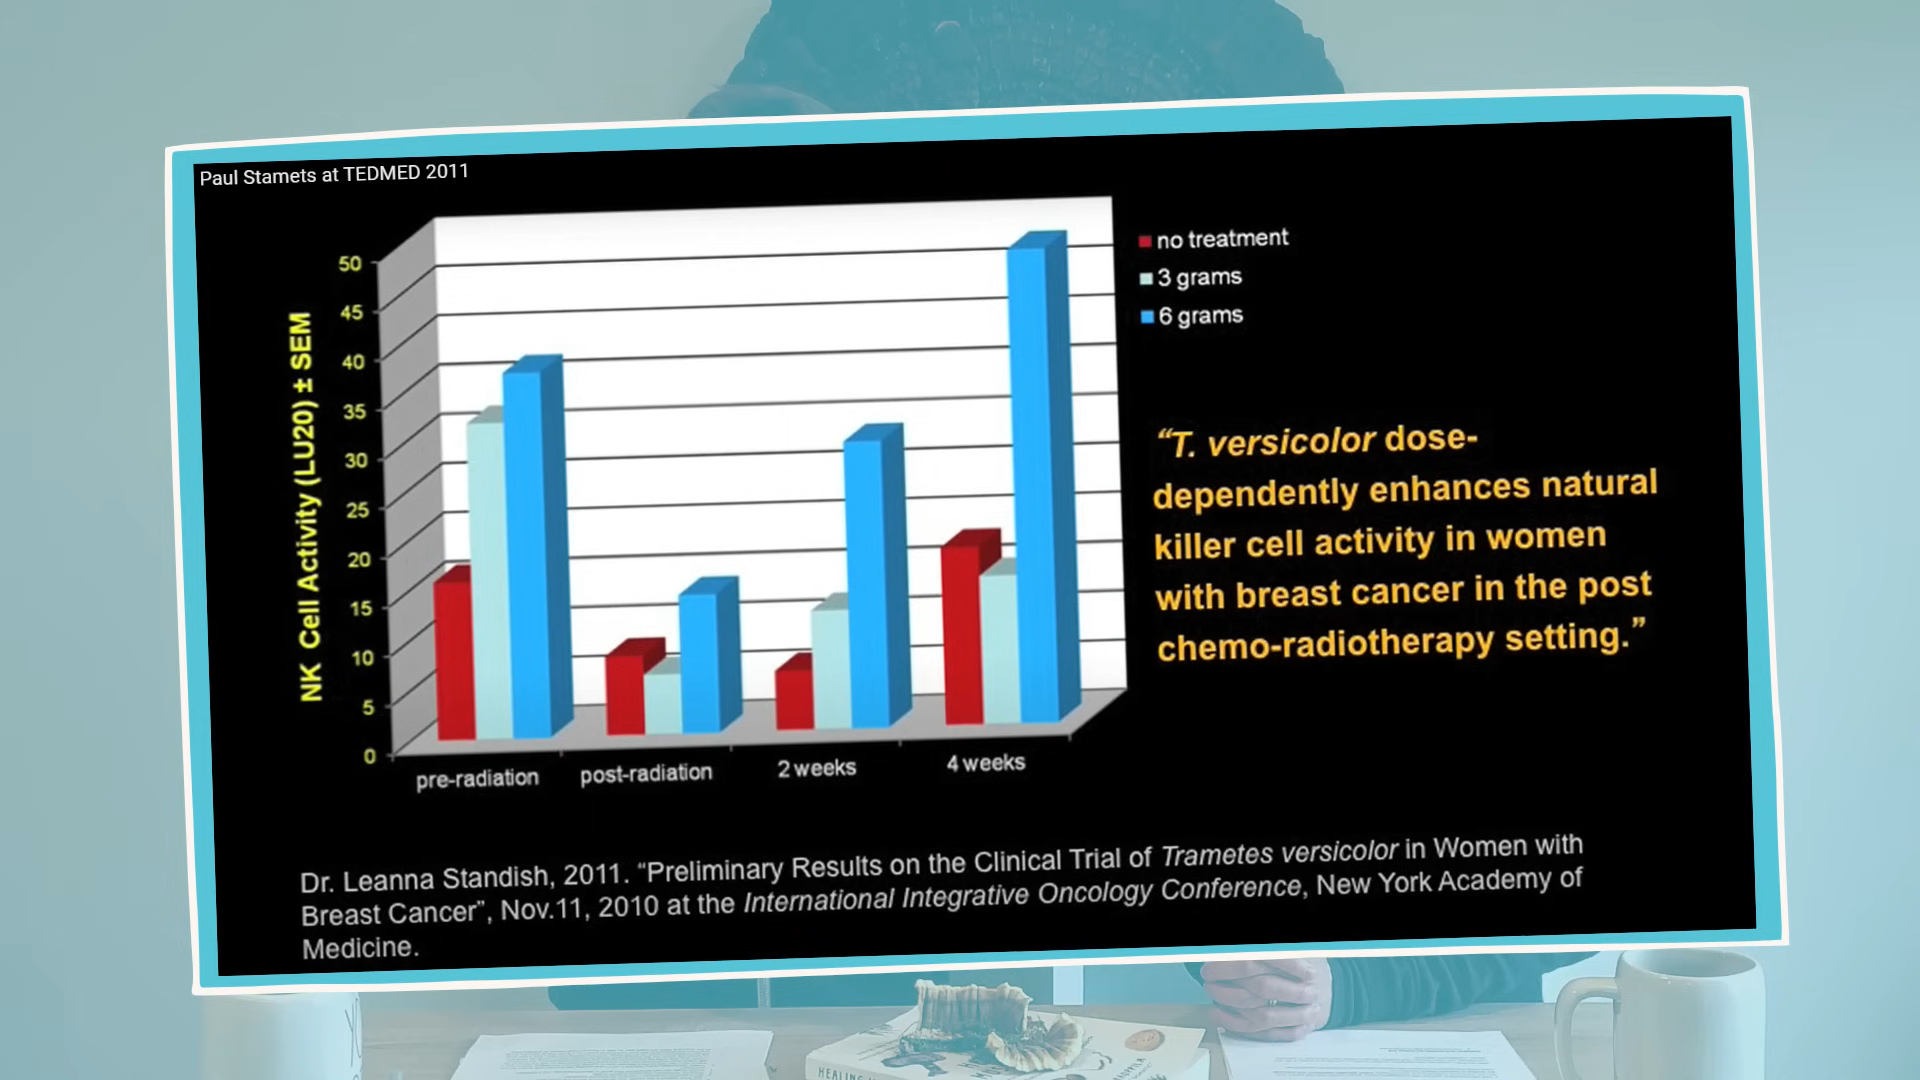 Paul Stamets at TEDMED 2011
NK Cell Activity (LU20) ± SEM
50
45
40
35
30
25
20
15
10
5
0
pre-radiation
post-radiation
2 weeks
4 weeks
no treatment
3 grams
6 grams
“T. versicolor dose-
dependently enhances natural
killer cell activity in women
with breast cancer in the post
chemo-radiotherapy setting.”
Dr. Leanna Standish, 2011. “Preliminary Results on the Clinical Trial of Trametes versicolor in Women with
Breast Cancer”, Nov.11, 2010 at the International Integrative Oncology Conference, New York Academy of
Medicine.
HEALING